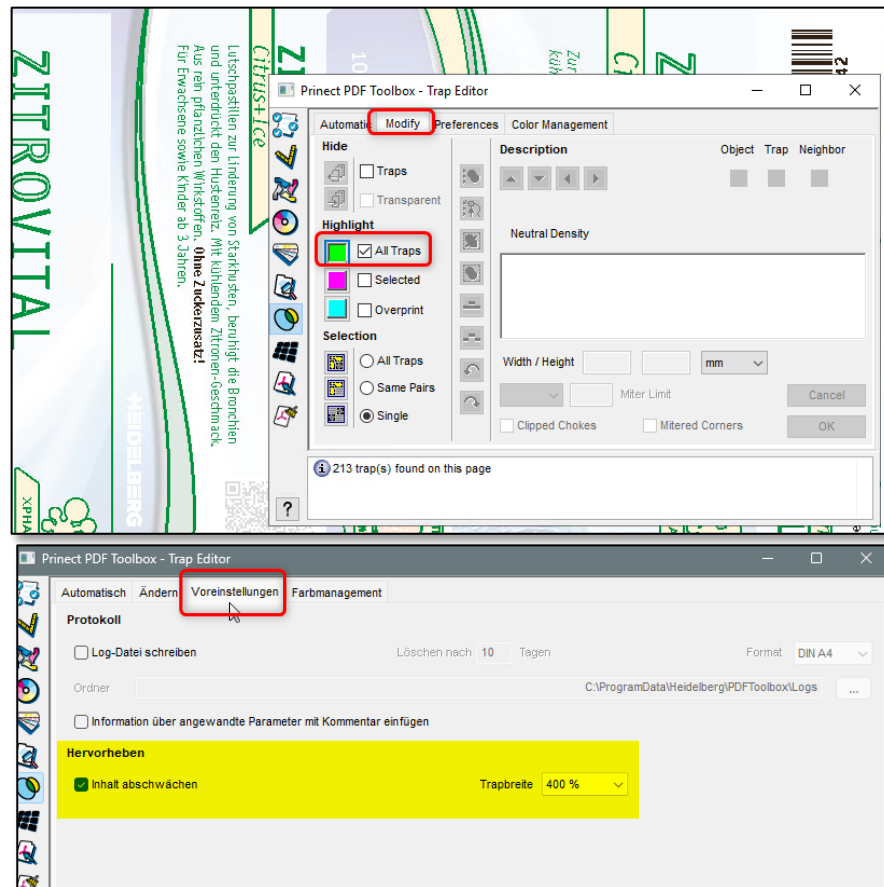 ZITROVITAL
Für Erwachsene sowie Kinder ab 3 Jahren. Ohne Zuckerzusatz!
Aus rein pflanzlichen Wirkstoffen.
und unterdrückt den Hustenreiz. Mit kühlendem Zitronen-Geschmack.
Lutschpastillen zur Linderung von Starkhusten, beruhigt die Bronchien
Citrus+Ice
HEIDELBERG
XPHA
10
Zur
küh
42
Prinect PDF Toolbox - Trap Editor
Automatic Modify Preferences Color Management
Hide
Traps
Transparent
Highlight
All Traps
Selected
Overprint
Selection
All Traps
Same Pairs
Single
Description Object Trap Neighbor
Neutral Density
Width / Height mm
Miter Limit Cancel
Clipped Chokes Mitered Corners OK
213 trap(s) found on this page
?
Prinect PDF Toolbox - Trap Editor
Automatisch Ändern Voreinstellungen Farbmanagement
Protokoll
Log-Datei schreiben Löschen nach 10 Tagen Format DIN A4
Ordner C:\ProgramData\Heidelberg\PDFToolbox\Logs ...
Information über angewandte Parameter mit Kommentar einfügen
Hervorheben
Inhalt abschwächen Trapbreite 400 %